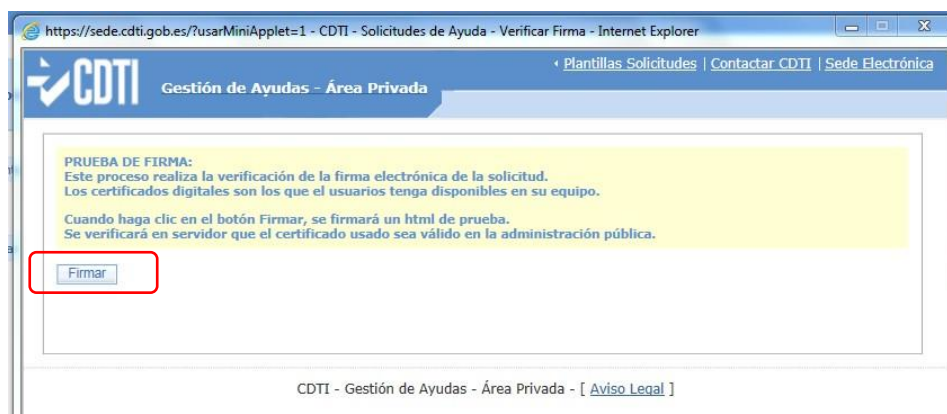 https://sede.cdti.gob.es/?usarMiniApplet=1 - CDTI - Solicitudes de Ayuda - Verificar Firma - Internet Explorer
Plantillas Solicitudes | Contactar CDTI | Sede Electrónica
CDTI
Gestión de Ayudas - Área Privada
PRUEBA DE FIRMA:
Este proceso realiza la verificación de la firma electrónica de la solicitud.
Los certificados digitales son los que el usuarios tenga disponibles en su equipo.
Cuando haga clic en el botón Firmar, se firmará un html de prueba.
Se verificará en servidor que el certificado usado sea válido en la administración pública.
Firmar
CDTI - Gestión de Ayudas - Área Privada - [ Aviso Legal ]